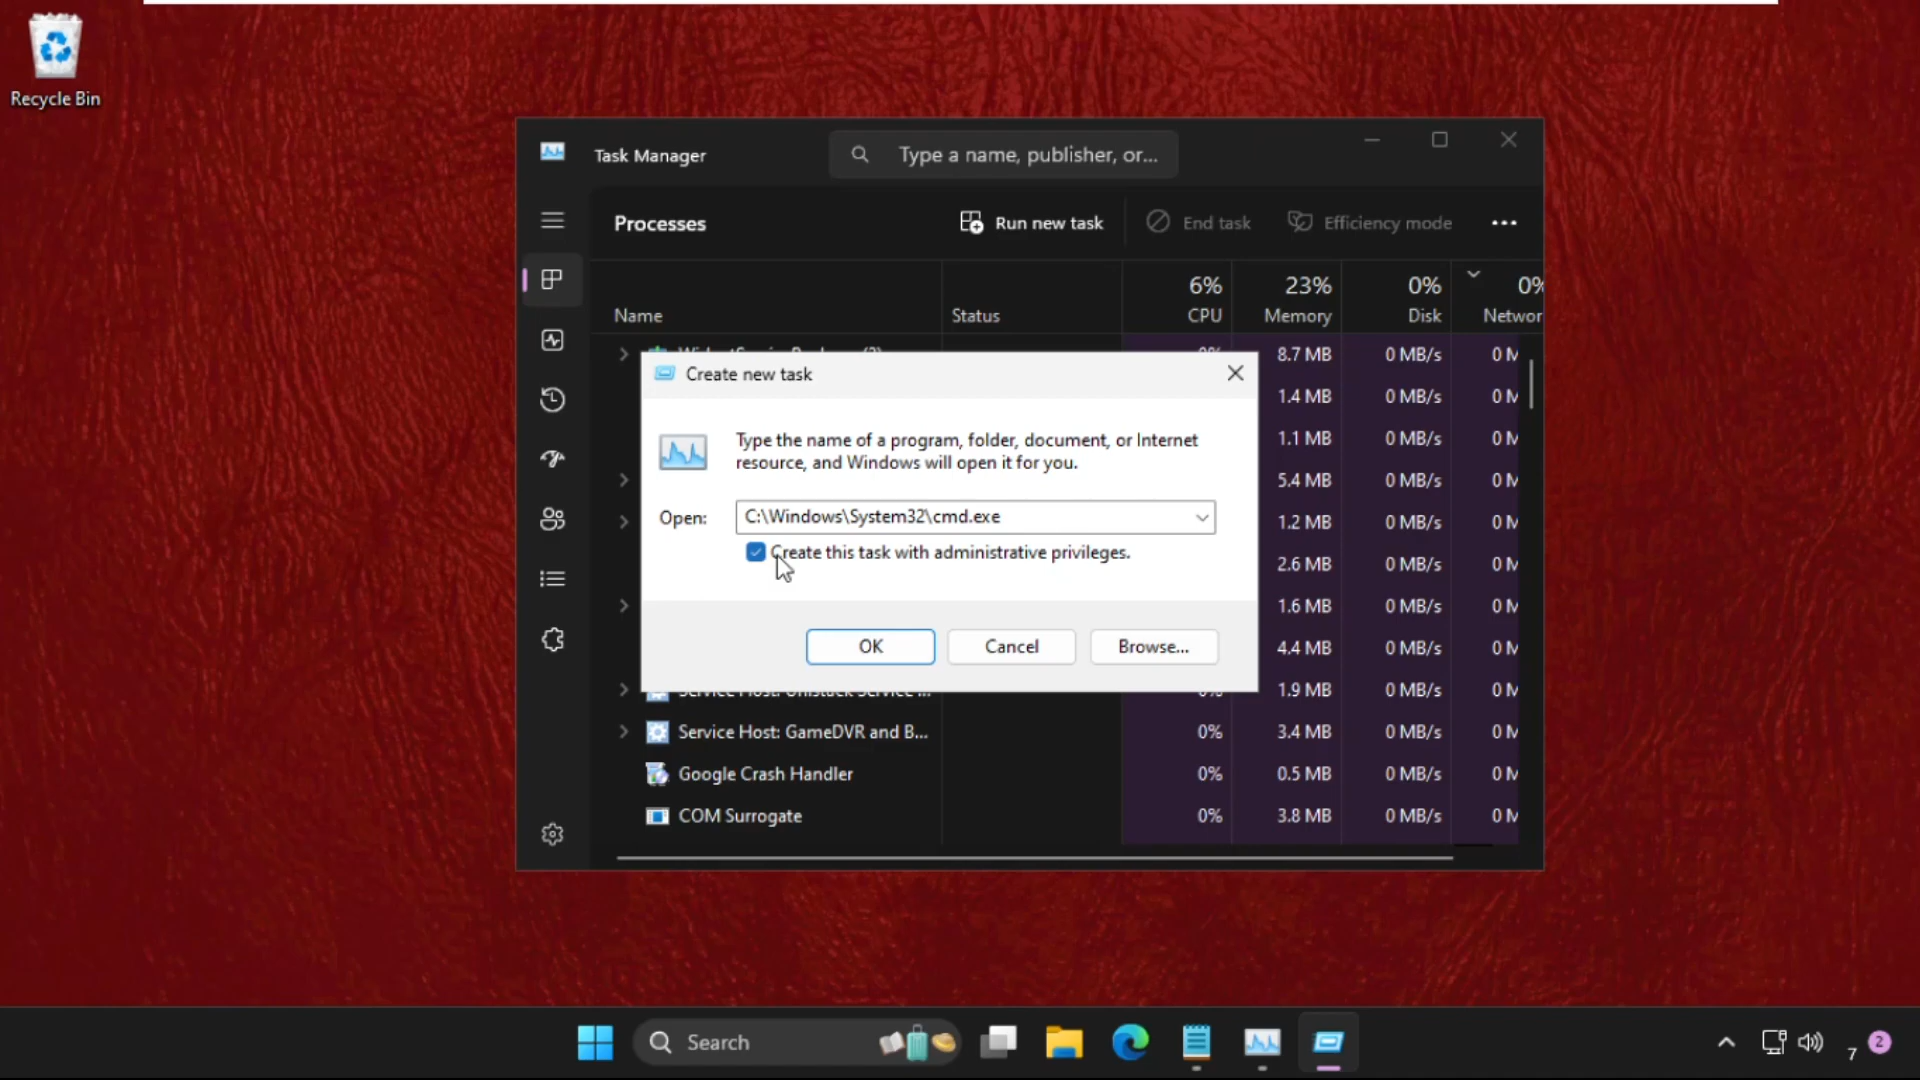 Recycle Bin
Task Manager
Type a name, publisher, or...
Processes
Run new task
End task
Efficiency mode
6%
23%
0%
0%
Name
Status
CPU
Memory
Disk
Networ
8.7 MB
0 MB/s
0 M
Create new task
1.4 MB
0 MB/s
0 M
Type the name of a program, folder, document, or Internet
resource, and Windows will open it for you.
1.1 MB
0 MB/s
0 M
5.4 MB
0 MB/s
0 M
Open:
C:\Windows\System32\cmd.exe
1.2 MB
0 MB/s
0 M
Create this task with administrative privileges.
2.6 MB
0 MB/s
0 M
1.6 MB
0 MB/s
0 M
OK
Cancel
Browse...
4.4 MB
0 MB/s
0 M
Service Host: Unistack Service ...
0%
1.9 MB
0 MB/s
0 M
Service Host: GameDVR and B...
0%
3.4 MB
0 MB/s
0 M
Google Crash Handler
0%
0.5 MB
0 MB/s
0 M
COM Surrogate
0%
3.8 MB
0 MB/s
0 M
Search
7
2